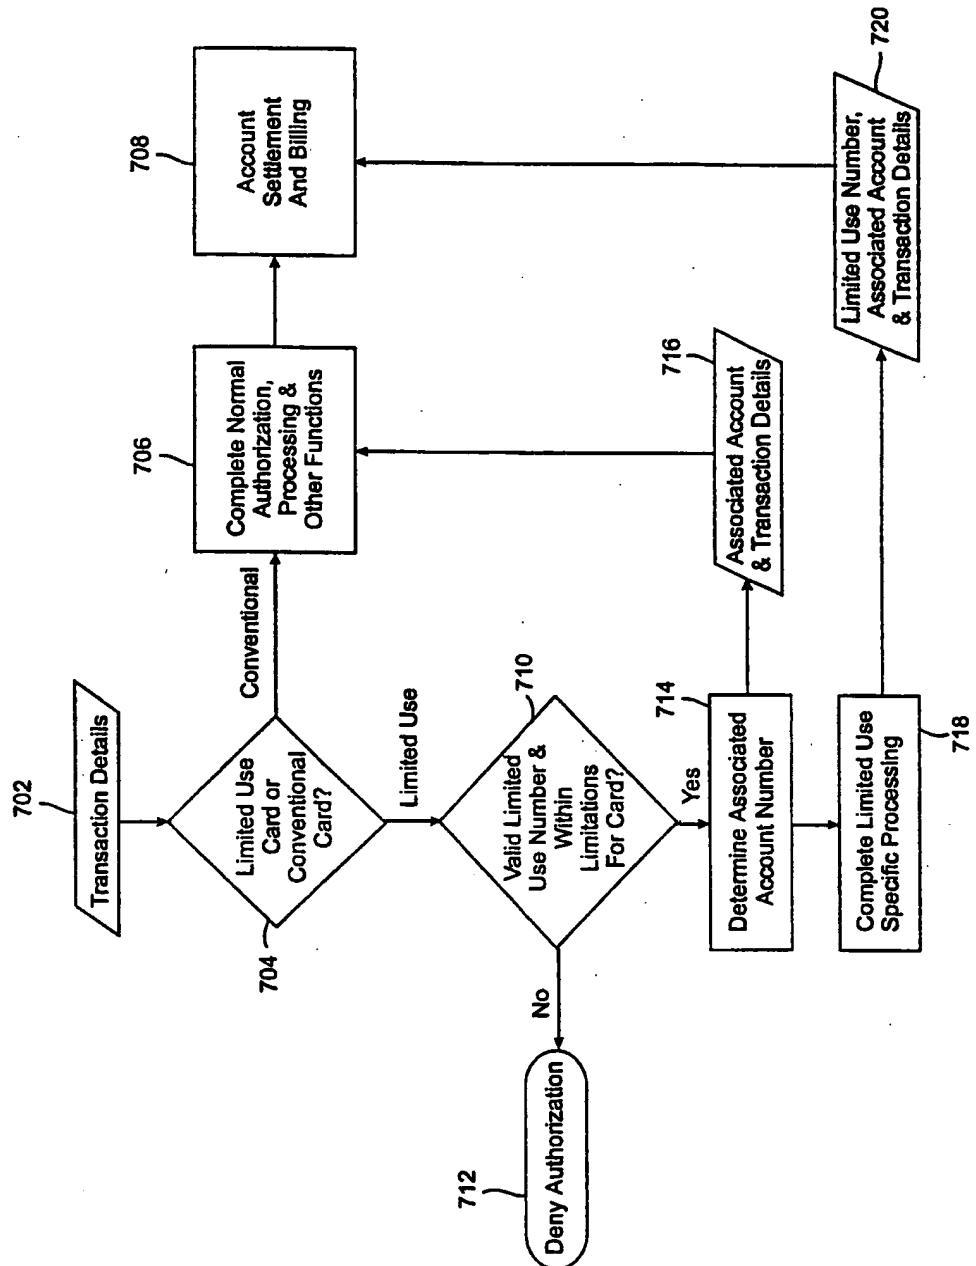 702
Transaction Details
704
Limited Use
Card or
Conventional
Card?
Conventional
706
Complete Normal
Authorization,
Processing &
Other Functions
708
Account
Settlement
And Billing
Limited Use
710
Valid Limited
Use Number &
Within
Limitations
For Card?
No
712
Deny Authorization
Yes
714
Determine Associated
Account Number
716
Associated Account
& Transaction Details
718
Complete Limited Use
Specific Processing
720
Limited Use Number,
Associated Account
& Transaction Details